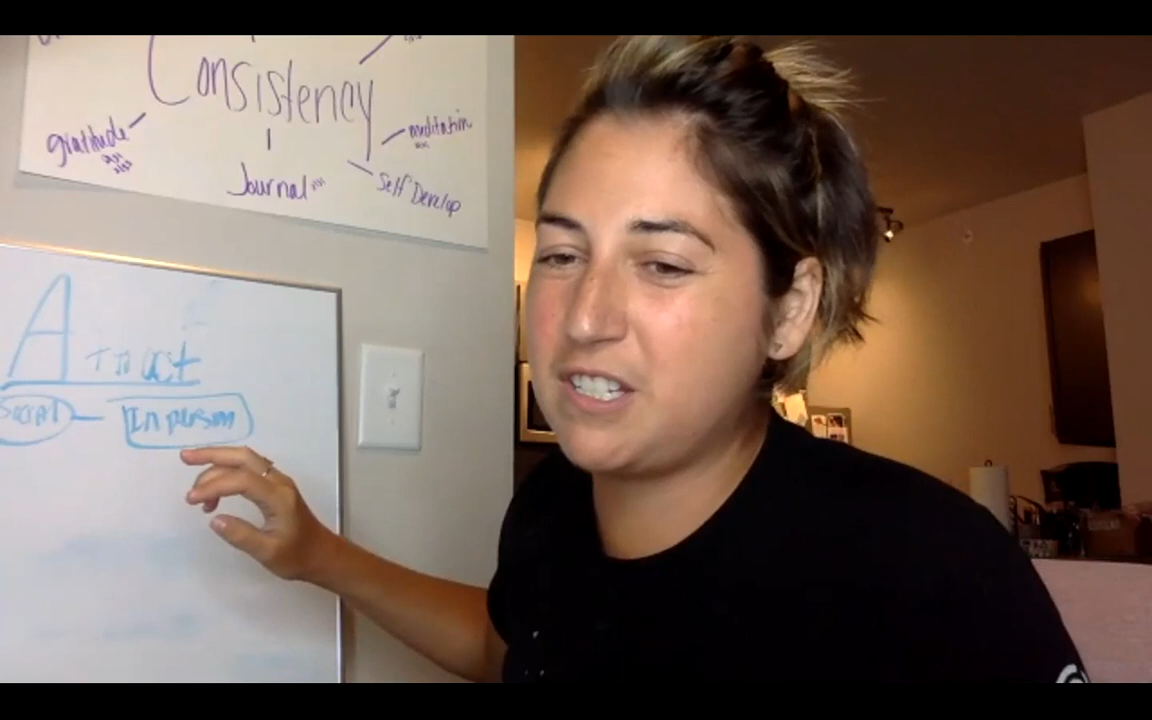 Consistency
gratitude
meditation
Journal
Self Develop
Attract
Social — In person